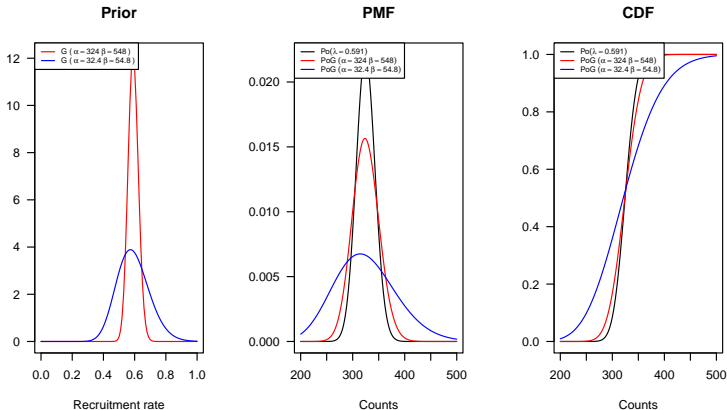 Prior
G ( α = 324 β = 548)
G ( α = 32.4 β = 54.8)
12
10
8
6
4
2
0
0.0 0.2 0.4 0.6 0.8 1.0
Recruitment rate
PMF
Po(λ = 0.591)
PoG ( α = 324 β = 548)
PoG ( α = 32.4 β = 54.8)
0.020
0.015
0.010
0.005
0.000
200 300 400 500
Counts
CDF
Po(λ = 0.591)
PoG ( α = 324 β = 548)
PoG ( α = 32.4 β = 54.8)
1.0
0.8
0.6
0.4
0.2
0.0
200 300 400 500
Counts